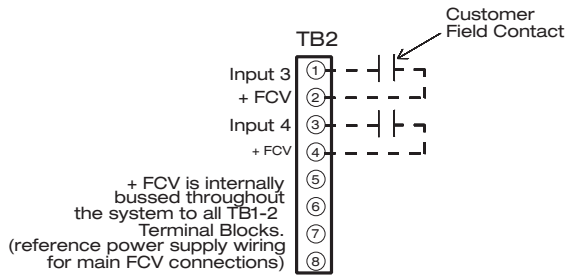 Customer
Field Contact
TB2
Input 3 1
+ FCV 2
Input 4 3
+ FCV 4
+ FCV is internally 5
bussed throughout
the system to all TB1-2 6
Terminal Blocks. 7
(reference power supply wiring
for main FCV connections) 8